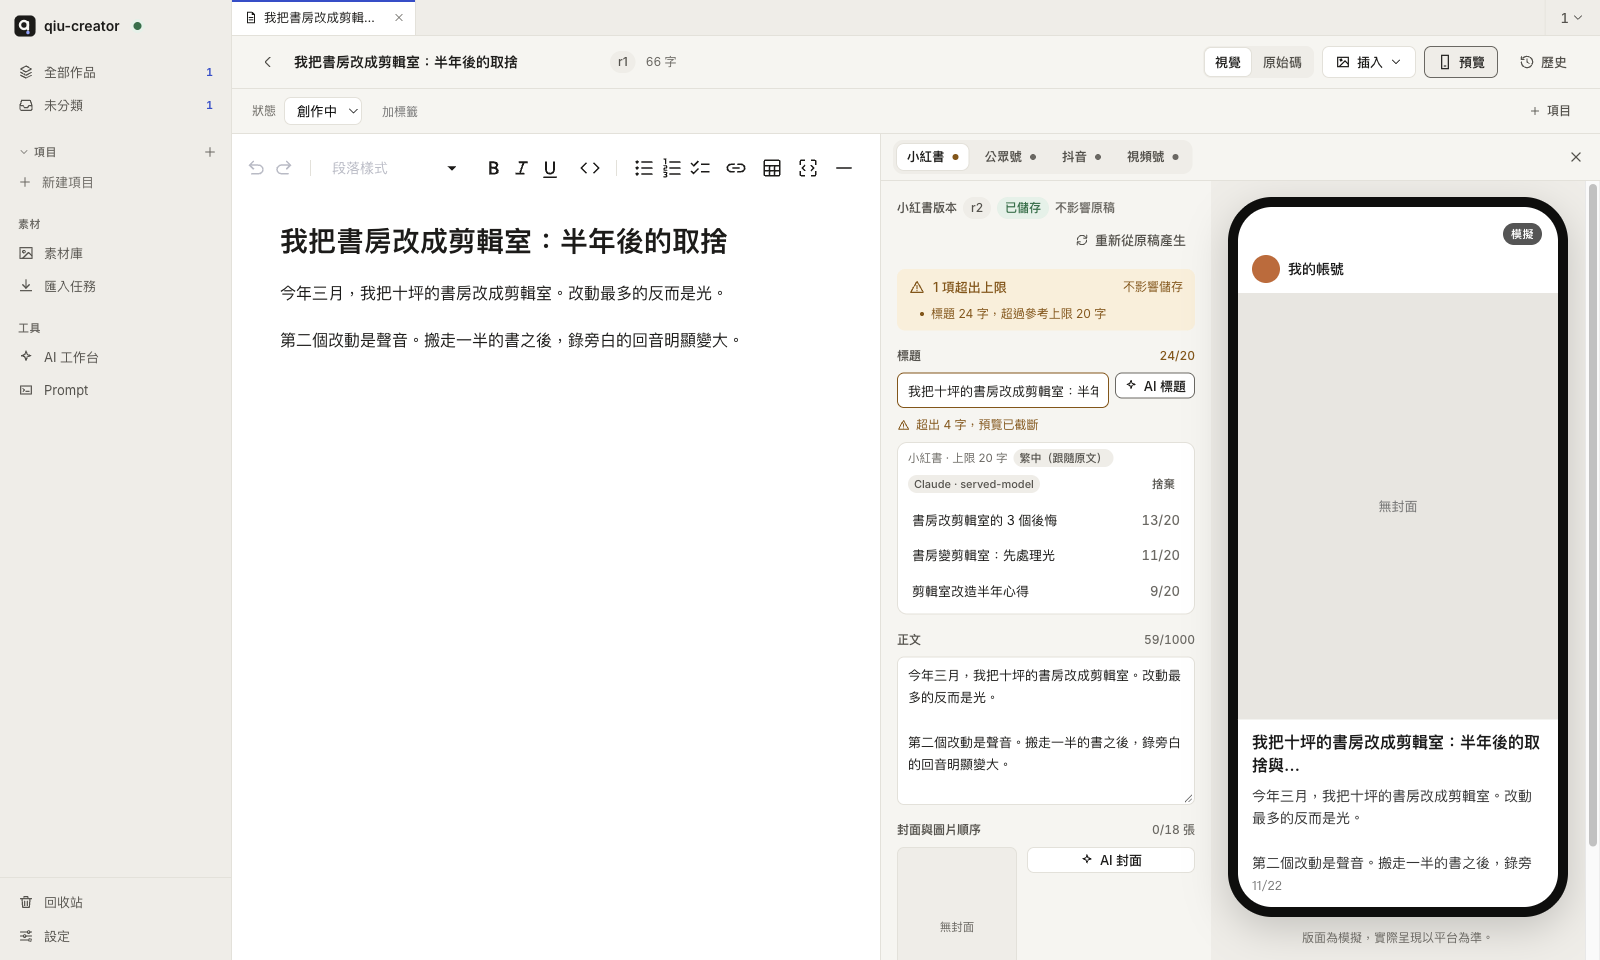 qiu-creator
全部作品 1
未分類 1
項目
新建項目
素材
素材庫
匯入任務
工具
AI 工作台
Prompt
回收站
設定
我把書房改成剪輯...
1
我把書房改成剪輯室：半年後的取捨
r1 66 字
視覺 原始碼 插入 預覽 歷史
狀態 創作中 加標籤
項目
段落樣式
我把書房改成剪輯室：半年後的取捨
今年三月，我把十坪的書房改成剪輯室。改動最多的反而是光。
第二個改動是聲音。搬走一半的書之後，錄旁白的回音明顯變大。
小紅書 公眾號 抖音 視頻號
小紅書版本 r2 已儲存 不影響原稿
重新從原稿產生
1 項超出上限 不影響儲存
標題 24 字，超過參考上限 20 字
標題 24/20
我把十坪的書房改成剪輯室：半年
AI 標題
超出 4 字，預覽已截斷
小紅書 · 上限 20 字 繁中（跟隨原文）
Claude · served-model 捨棄
書房改剪輯室的 3 個後悔 13/20
書房變剪輯室：先處理光 11/20
剪輯室改造半年心得 9/20
正文 59/1000
今年三月，我把十坪的書房改成剪輯室。改動最
多的反而是光。
第二個改動是聲音。搬走一半的書之後，錄旁白
的回音明顯變大。
封面與圖片順序 0/18 張
無封面
AI 封面
模擬
我的帳號
無封面
我把十坪的書房改成剪輯室：半年後的取
捨與...
今年三月，我把十坪的書房改成剪輯室。改動
最多的反而是光。
第二個改動是聲音。搬走一半的書之後，錄旁
11/22
版面為模擬，實際呈現以平台為準。